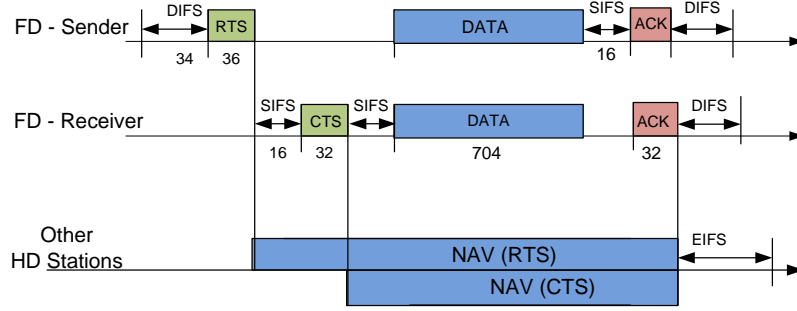 DIFS SIFS DIFS
FD - Sender RTS DATA ACK
34 36 16
SIFS SIFS DIFS
FD - Receiver CTS DATA ACK
16 32 704 32
Other
HD Stations
NAV (RTS) EIFS
NAV (CTS)